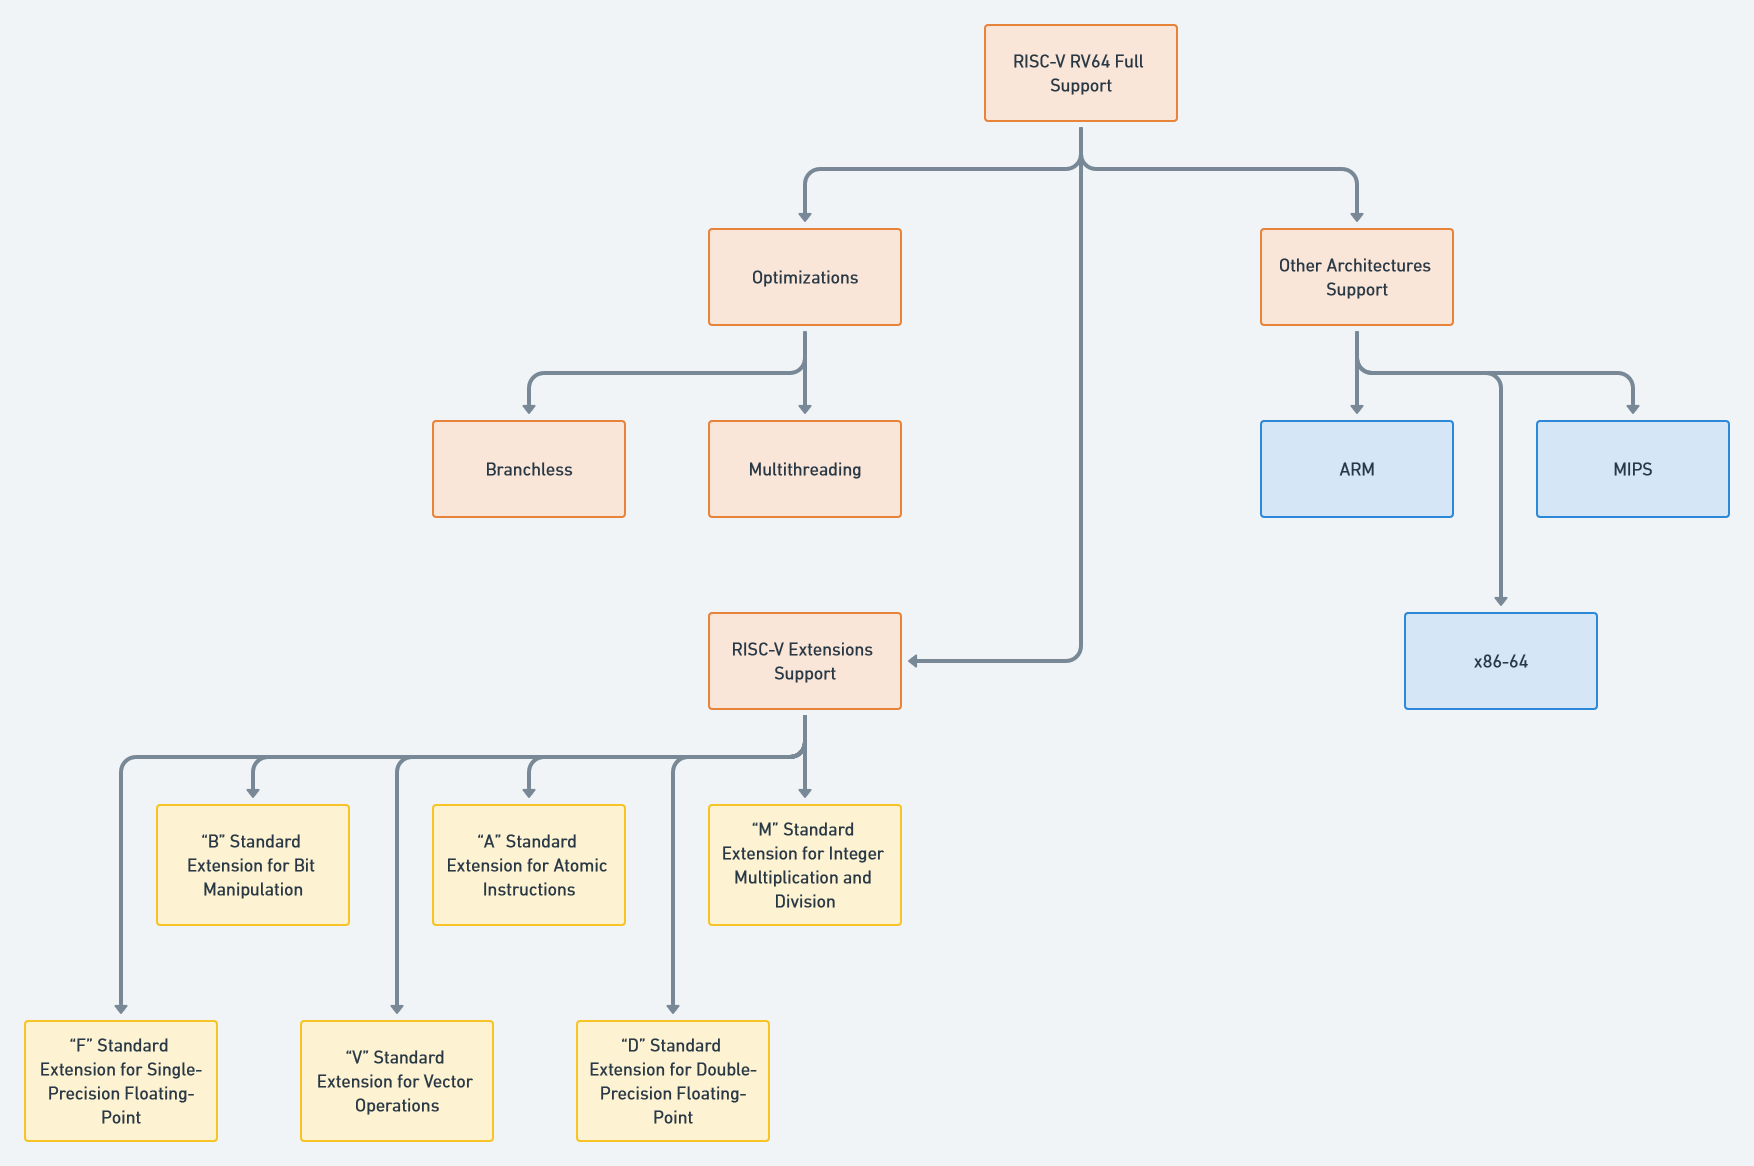 RISC-V RV64 Full
Support
Optimizations
Other Architectures
Support
Branchless
Multithreading
ARM
MIPS
RISC-V Extensions
Support
x86-64
“B” Standard
Extension for Bit
Manipulation
“A” Standard
Extension for Atomic
Instructions
“M” Standard
Extension for Integer
Multiplication and
Division
“F” Standard
Extension for Single-
Precision Floating-
Point
“V” Standard
Extension for Vector
Operations
“D” Standard
Extension for Double-
Precision Floating-
Point